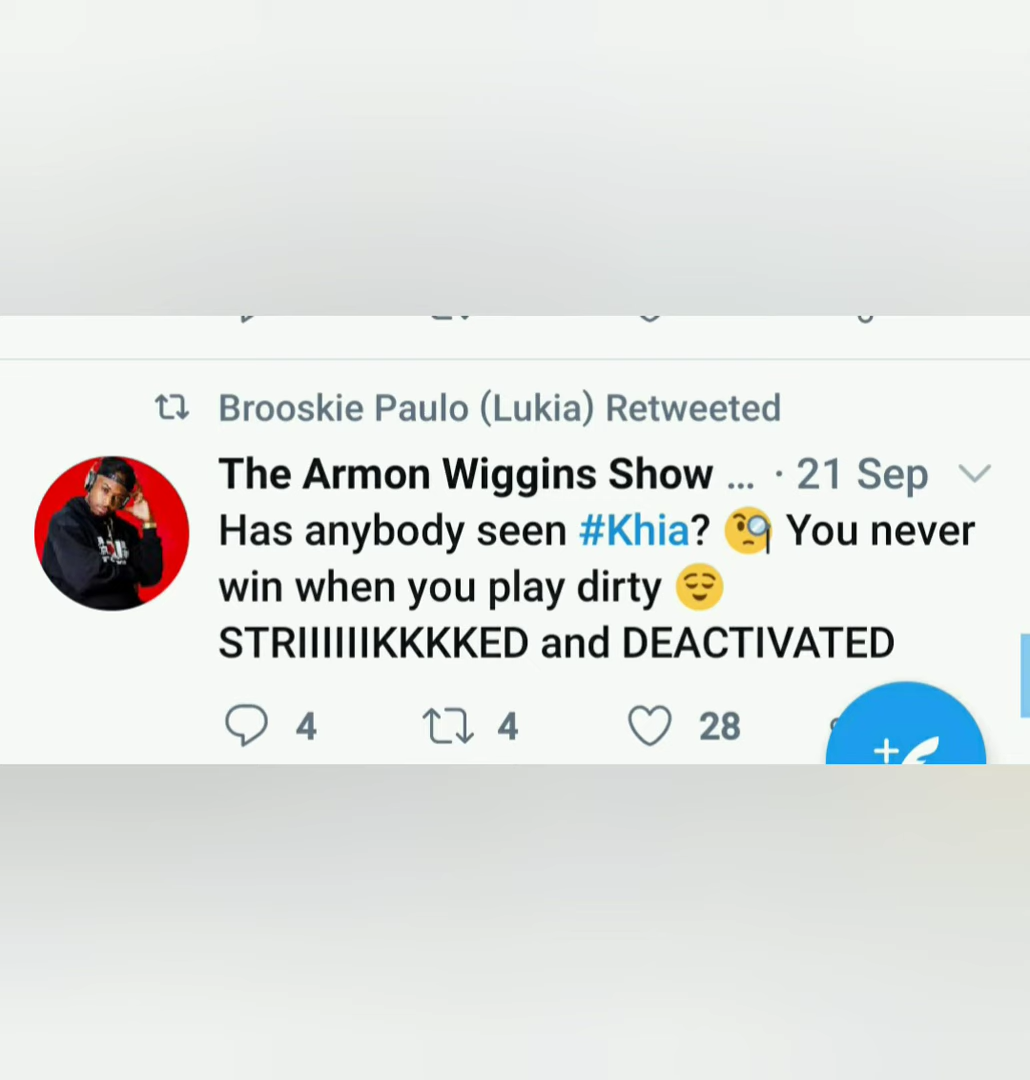 Brooskie Paulo (Lukia) Retweeted
The Armon Wiggins Show ... · 21 Sep
Has anybody seen #Khia? 🧐 You never
win when you play dirty 😌
STRIIIIIIKKKKED and DEACTIVATED
4 4 28